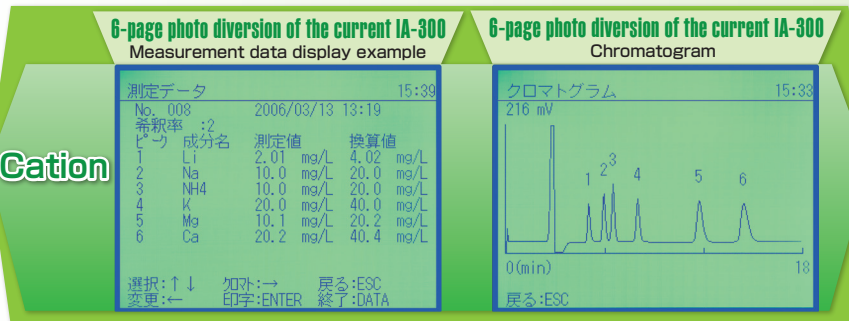 6-page photo diversion of the current IA-300
Measurement data display example
6-page photo diversion of the current IA-300
Chromatogram
Cation
測定データ 15:39
No. 008 2006/03/13 13:19
希釈率 :2
ピーク 成分名 測定値 換算値
1 Li 2.01 mg/L 4.02 mg/L
2 Na 10.0 mg/L 20.0 mg/L
3 NH4 10.0 mg/L 20.0 mg/L
4 K 20.0 mg/L 40.0 mg/L
5 Mg 10.1 mg/L 20.2 mg/L
6 Ca 20.2 mg/L 40.4 mg/L
選択:↑↓ クロマト:→ 戻る:ESC
変更:← 印字:ENTER 終了:DATA
クロマトグラム 15:33
216 mV
1 2 3 4 5 6
0(min) 18
戻る:ESC